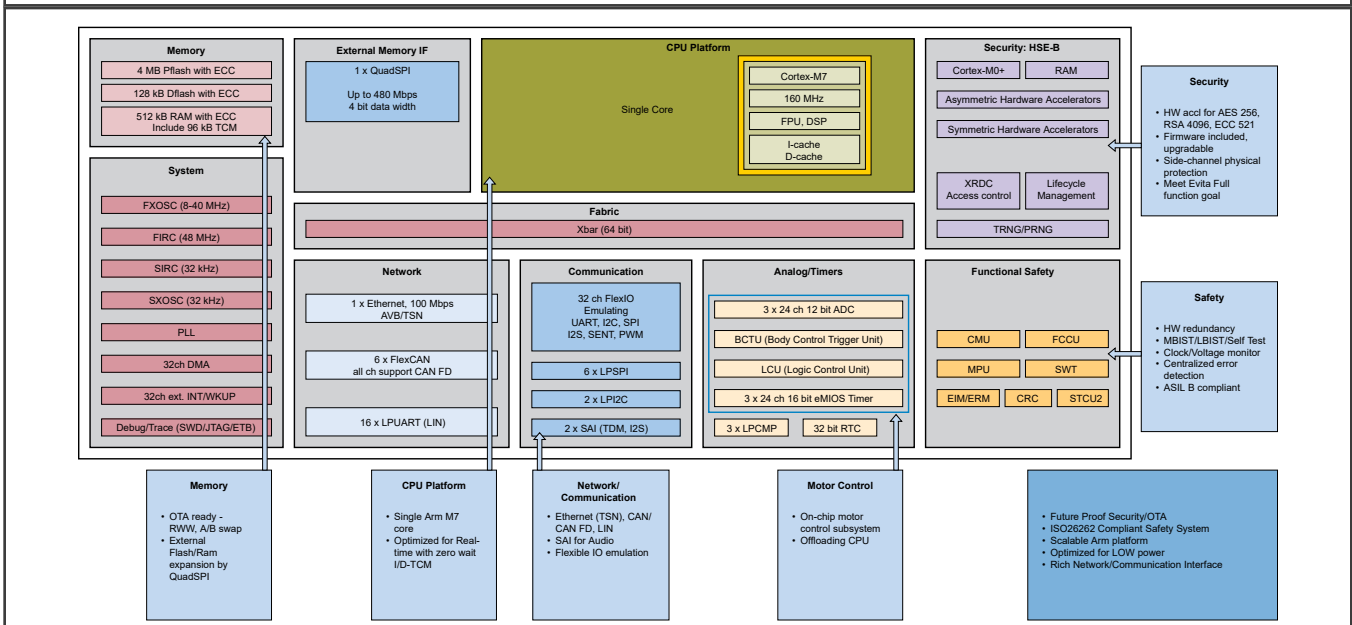 Memory
4 MB Pflash with ECC
128 kB Dflash with ECC
512 kB RAM with ECC
Include 96 kB TCM
External Memory IF
1 x QuadSPI
Up to 480 Mbps
4 bit data width
CPU Platform
Single Core
Cortex-M7
160 MHz
FPU, DSP
I-cache
D-cache
Security: HSE-B
Cortex-M0+
RAM
Asymmetric Hardware Accelerators
Symmetric Hardware Accelerators
XRDC
Access control
Lifecycle
Management
TRNG/PRNG
Security
• HW accl for AES 256,
RSA 4096, ECC 521
• Firmware included,
upgradable
• Side-channel physical
protection
• Meet Evita Full
function goal
System
FXOSC (8-40 MHz)
FIRC (48 MHz)
SIRC (32 kHz)
SXOSC (32 kHz)
PLL
32ch DMA
32ch ext. INT/WKUP
Debug/Trace (SWD/JTAG/ETB)
Fabric
Xbar (64 bit)
Network
1 x Ethernet, 100 Mbps
AVB/TSN
6 x FlexCAN
all ch support CAN FD
16 x LPUART (LIN)
Communication
32 ch FlexIO
Emulating
UART, I2C, SPI
I2S, SENT, PWM
6 x LPSPI
2 x LPI2C
2 x SAI (TDM, I2S)
Analog/Timers
3 x 24 ch 12 bit ADC
BCTU (Body Control Trigger Unit)
LCU (Logic Control Unit)
3 x 24 ch 16 bit eMIOS Timer
3 x LPCMP
32 bit RTC
Functional Safety
CMU
FCCU
MPU
SWT
EIM/ERM
CRC
STCU2
Safety
• HW redundancy
• MBIST/LBIST/Self Test
• Clock/Voltage monitor
• Centralized error
detection
• ASIL B compliant
Memory
• OTA ready -
RWW, A/B swap
• External
Flash/Ram
expansion by
QuadSPI
CPU Platform
• Single Arm M7
core
• Optimized for Real-
time with zero wait
I/D-TCM
Network/
Communication
• Ethernet (TSN), CAN/
CAN FD, LIN
• SAI for Audio
• Flexible IO emulation
Motor Control
• On-chip motor
control subsystem
• Offloading CPU
• Future Proof Security/OTA
• ISO26262 Compliant Safety System
• Scalable Arm platform
• Optimized for LOW power
• Rich Network/Communication Interface